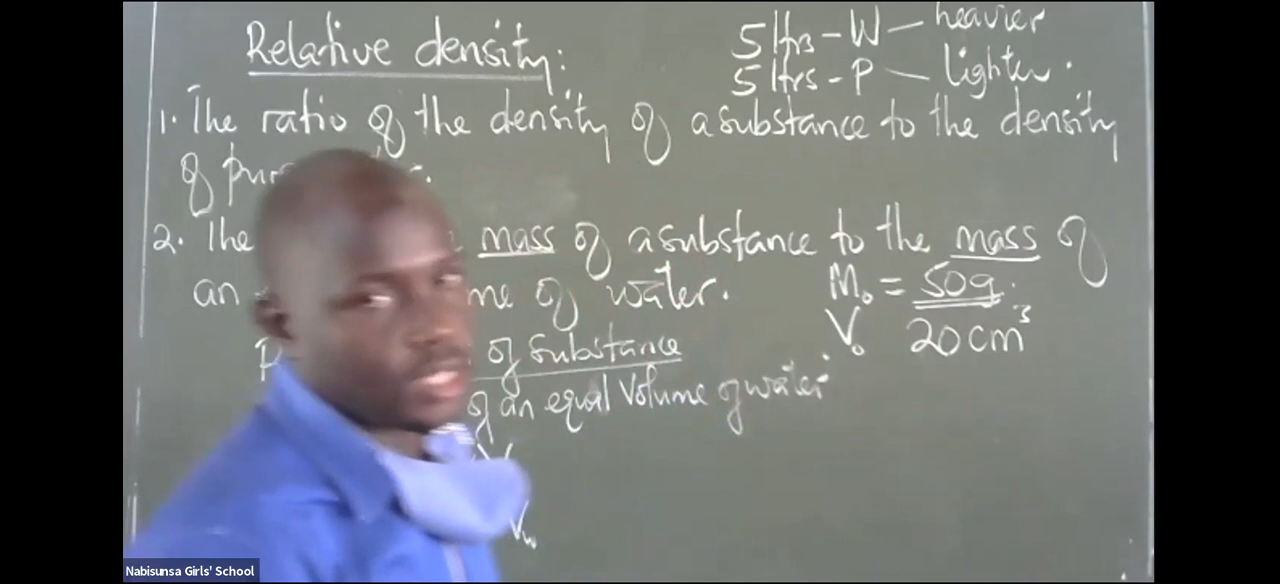 Relative density:
5 ltrs - W — heavier
5 ltrs - P — lighter.
1. The ratio of the density of a substance to the density
of
2. The mass of a substance to the mass of
an of water.
M₀ = 50g.
V₀ 20cm³
of Substance
of an equal Volume of water
Vw
Nabisunsa Girls' School